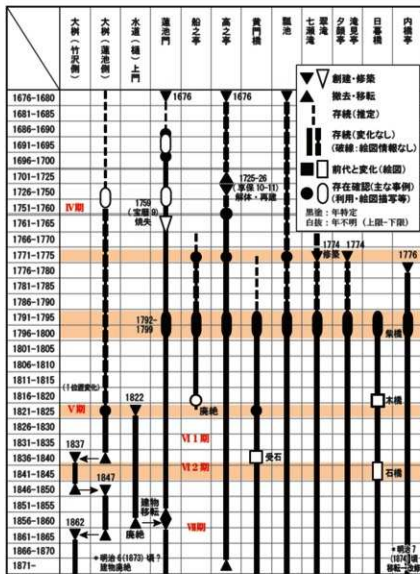 大桝(竹沢側)
大桝(蓮池側)
水道(樋)上門
蓮池門
船之亭
高之亭
黄門橋
瓢池
七瀬滝
翠滝
夕顔亭
滝見亭
日暮橋
内橋亭
1676-1680
1681-1685
1686-1690
1691-1695
1696-1700
1701-1725
1726-1750
1751-1760
1761-1765
1766-1770
1771-1775
1776-1780
1781-1785
1786-1790
1791-1795
1796-1800
1801-1805
1806-1810
1811-1815
1816-1820
1821-1825
1826-1830
1831-1835
1836-1840
1841-1845
1846-1850
1851-1855
1856-1860
1861-1865
1866-1870
1871-
創建・修築
撤去・移転
存続(推定)
存続(変化なし)
(破線:絵図情報なし)
前代と変化(絵図)
存在確認(主な事例)
(利用・絵図描写等)
黒塗:年特定
白抜:年不明(上限-下限)
1676
1676
1725-26
(享保10-11)
解体・再建
Ⅳ期
1759
(宝暦9)
焼失
1774
修築
1774
1776
1792-
1799
柴橋
(↑位置変化)
木橋
Ⅴ期
1822
廃絶
Ⅵ1期
1837
受石
Ⅵ2期
石橋
1847
建物
移転
Ⅶ期
1862
廃絶
*明治6(1873)頃?
建物廃絶
*明治7
(1874)頃